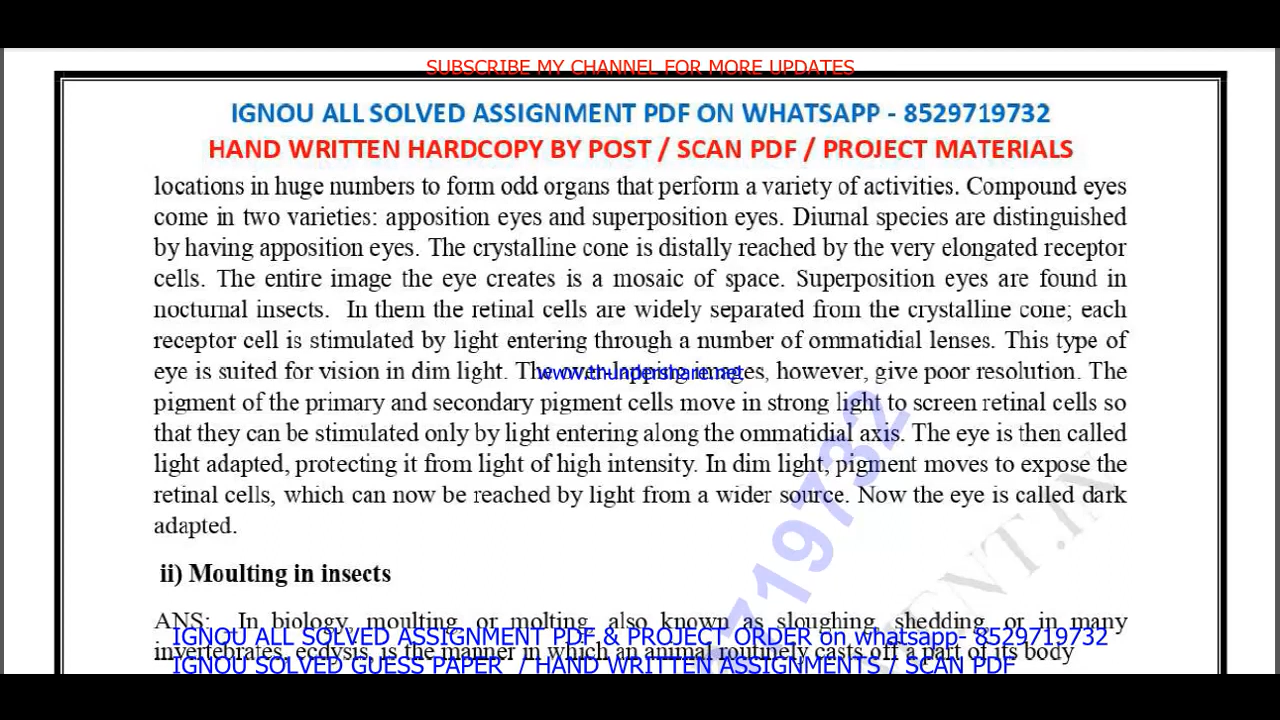 SUBSCRIBE MY CHANNEL FOR MORE UPDATES
IGNOU ALL SOLVED ASSIGNMENT PDF ON WHATSAPP - 8529719732
HAND WRITTEN HARDCOPY BY POST / SCAN PDF / PROJECT MATERIALS
locations in huge numbers to form odd organs that perform a variety of activities. Compound eyes
come in two varieties: apposition eyes and superposition eyes. Diurnal species are distinguished
by having apposition eyes. The crystalline cone is distally reached by the very elongated receptor
cells. The entire image the eye creates is a mosaic of space. Superposition eyes are found in
nocturnal insects. In them the retinal cells are widely separated from the crystalline cone; each
receptor cell is stimulated by light entering through a number of ommatidial lenses. This type of
eye is suited for vision in dim light. The over-lapping images, however, give poor resolution. The
www.thundershare.net
pigment of the primary and secondary pigment cells move in strong light to screen retinal cells so
that they can be stimulated only by light entering along the ommatidial axis. The eye is then called
light adapted, protecting it from light of high intensity. In dim light, pigment moves to expose the
retinal cells, which can now be reached by light from a wider source. Now the eye is called dark
adapted.
ii) Moulting in insects
ANS: In biology, moulting, or molting, also known as sloughing, shedding, or in many
IGNOU ALL SOLVED ASSIGNMENT PDF & PROJECT ORDER on whatsapp- 8529719732
invertebrates, ecdysis, is the manner in which an animal routinely casts off a part of its body
IGNOU SOLVED GUESS PAPER / HAND WRITTEN ASSIGNMENTS / SCAN PDF
719732
ENT.IN